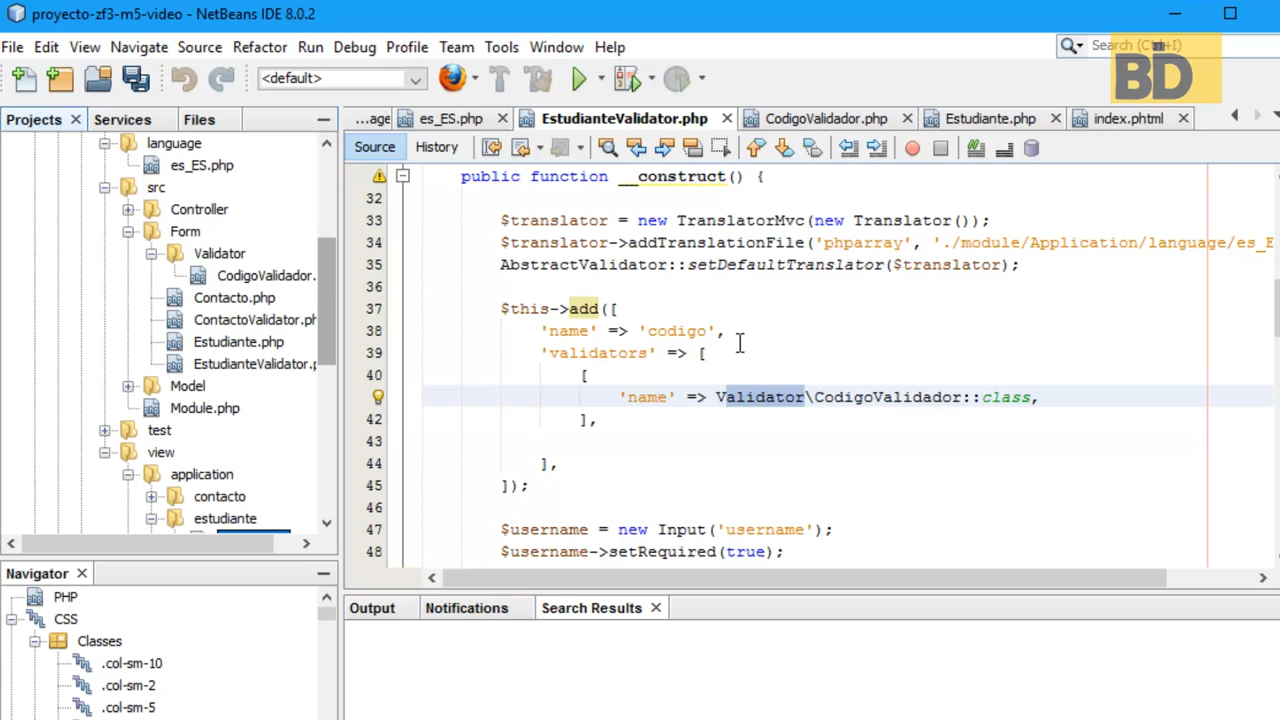 proyecto-zf3-m5-video - NetBeans IDE 8.0.2
File Edit View Navigate Source Refactor Run Debug Profile Team Tools Window Help
Search (Ctrl+I)
BD
<default>
Projects Services Files
...age es_ES.php EstudianteValidator.php CodigoValidador.php Estudiante.php index.phtml
Source History
language
es_ES.php
src
Controller
Form
Validator
CodigoValidador.
Contacto.php
ContactoValidator.ph
Estudiante.php
EstudianteValidator.ph
Model
Module.php
test
view
application
contacto
estudiante
public function __construct() {
32
33 $translator = new TranslatorMvc(new Translator());
34 $translator->addTranslationFile('phparray', './module/Application/language/es_E
35 AbstractValidator::setDefaultTranslator($translator);
36
37 $this->add([
38 'name' => 'codigo',
39 'validators' => [
40 [
'name' => Validator\CodigoValidador::class,
42 ],
43
44 ],
45 ]);
46
47 $username = new Input('username');
48 $username->setRequired(true);
Navigator
PHP
CSS
Classes
.col-sm-10
.col-sm-2
.col-sm-5
Output Notifications Search Results